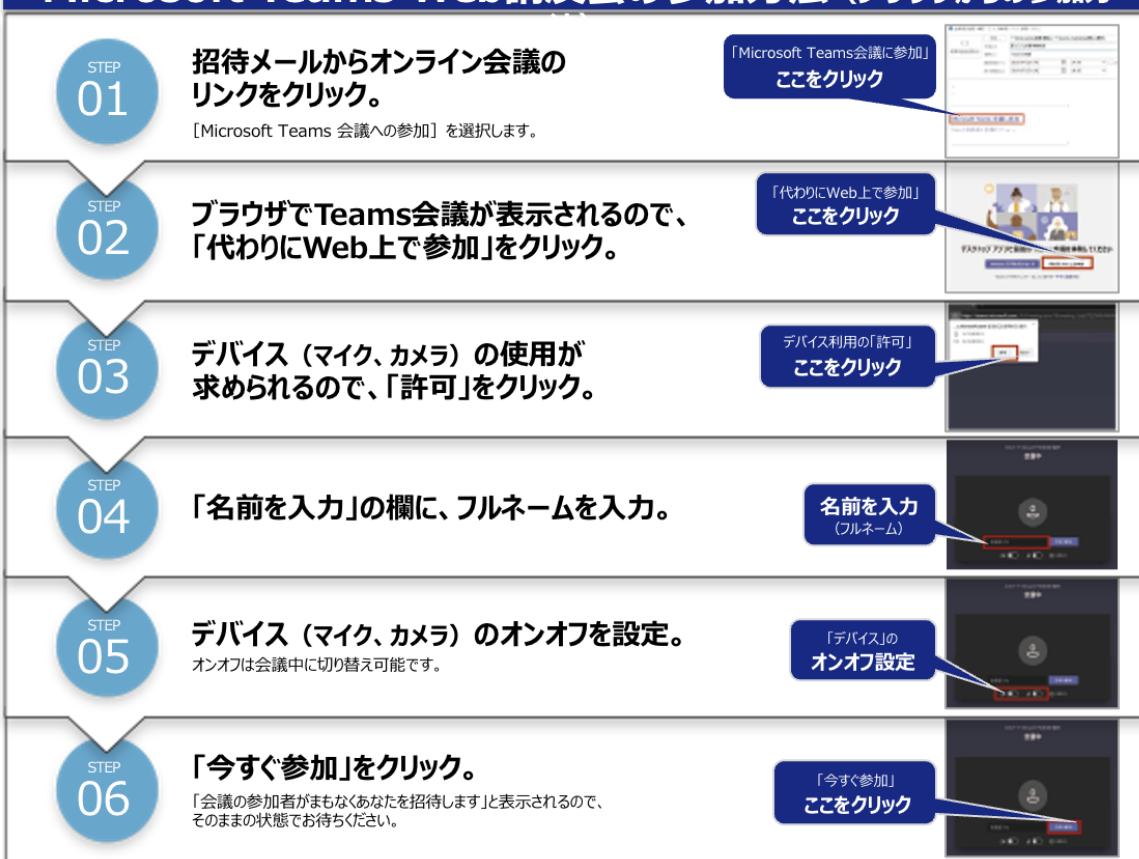 Microsoft Teams Web講演会の参加方法
STEP
01
招待メールからオンライン会議の
リンクをクリック。
［Microsoft Teams 会議への参加］を選択します。
「Microsoft Teams会議に参加」
ここをクリック
STEP
02
ブラウザでTeams会議が表示されるので、
「代わりにWeb上で参加」をクリック。
「代わりにWeb上で参加」
ここをクリック
STEP
03
デバイス（マイク、カメラ）の使用が
求められるので、「許可」をクリック。
デバイス利用の「許可」
ここをクリック
STEP
04
「名前を入力」の欄に、フルネームを入力。
名前を入力
（フルネーム）
STEP
05
デバイス（マイク、カメラ）のオンオフを設定。
オンオフは会議中に切り替え可能です。
「デバイス」の
オンオフ設定
STEP
06
「今すぐ参加」をクリック。
「会議の参加者がまもなくあなたを招待します」と表示されるので、
そのままの状態でお待ちください。
「今すぐ参加」
ここをクリック